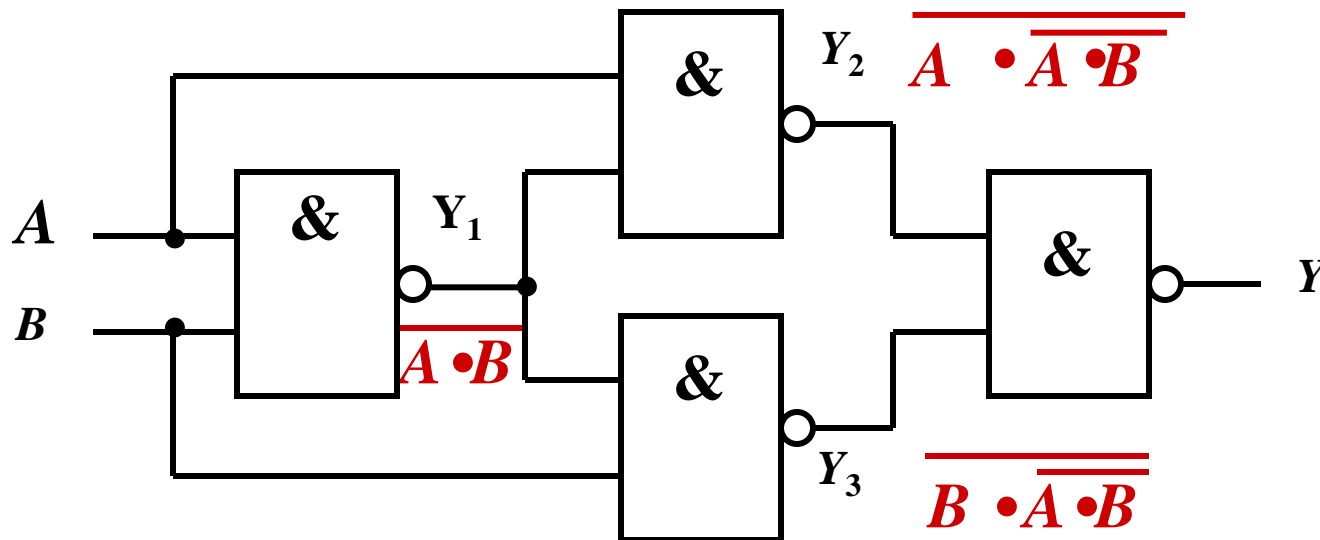 & Y₂ A • A • B
A & Y₁ & Y
B A • B &
Y₃ B • A • B